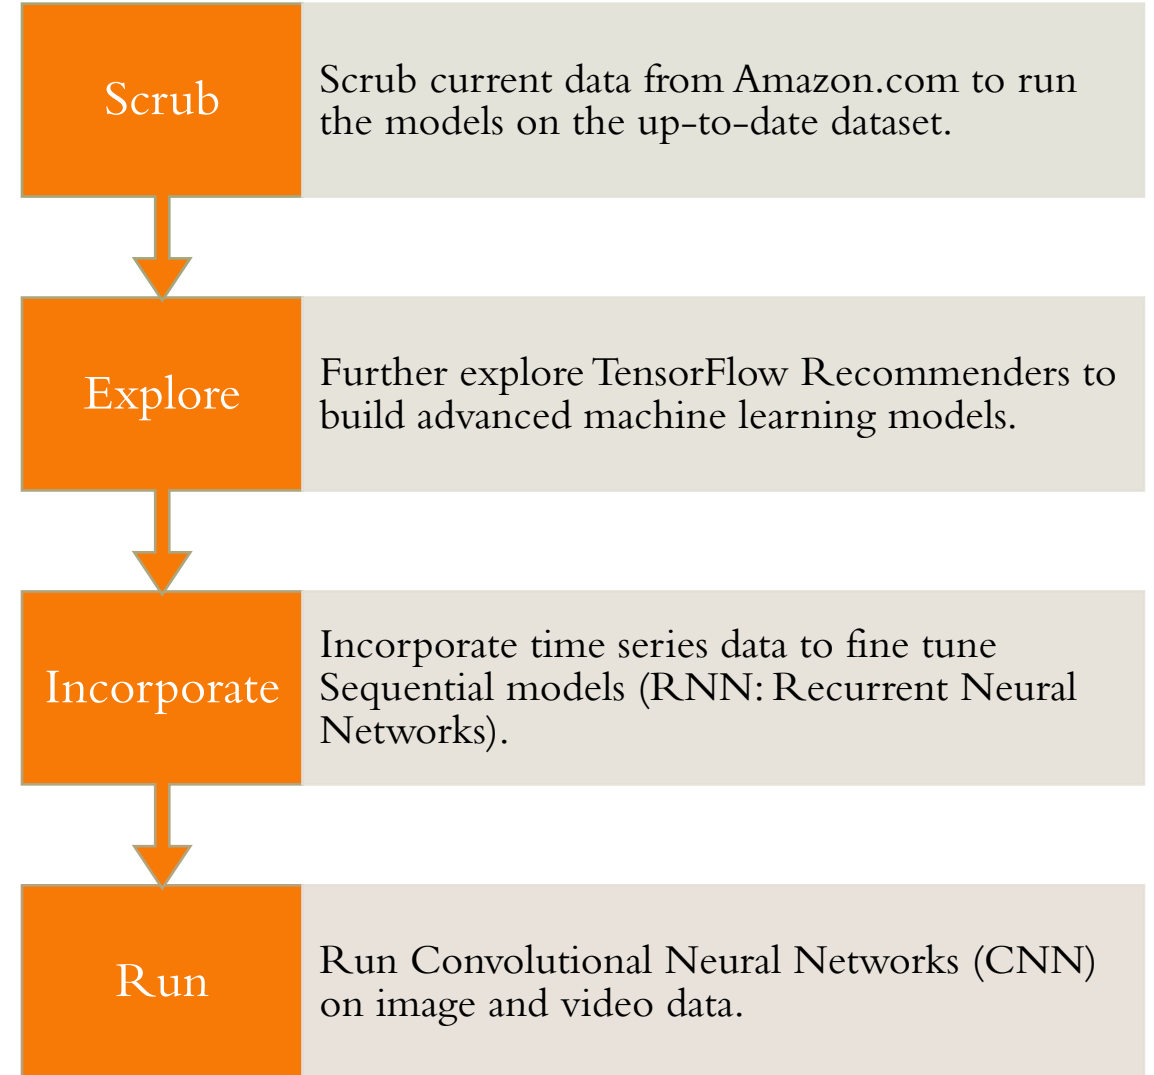 Scrub
Scrub current data from Amazon.com to run
the models on the up-to-date dataset.
Explore
Further explore TensorFlow Recommenders to
build advanced machine learning models.
Incorporate
Incorporate time series data to fine tune
Sequential models (RNN: Recurrent Neural
Networks).
Run
Run Convolutional Neural Networks (CNN)
on image and video data.